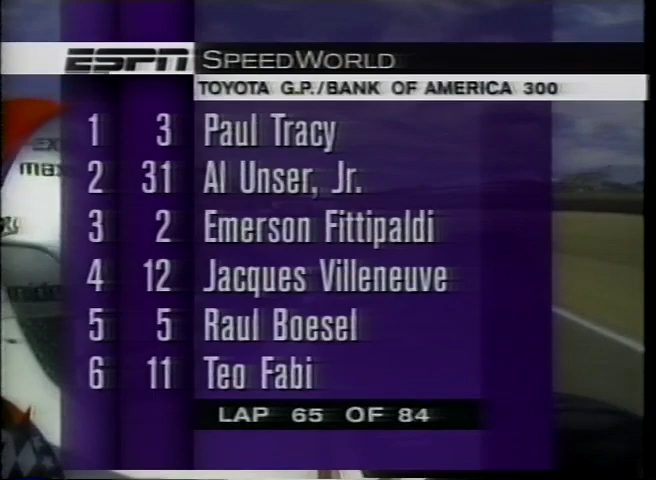 ESPN SPEEDWORLD
TOYOTA G.P./BANK OF AMERICA 300
1 3 Paul Tracy
2 31 Al Unser, Jr.
3 2 Emerson Fittipaldi
4 12 Jacques Villeneuve
5 5 Raul Boesel
6 11 Teo Fabi
LAP 65 OF 84